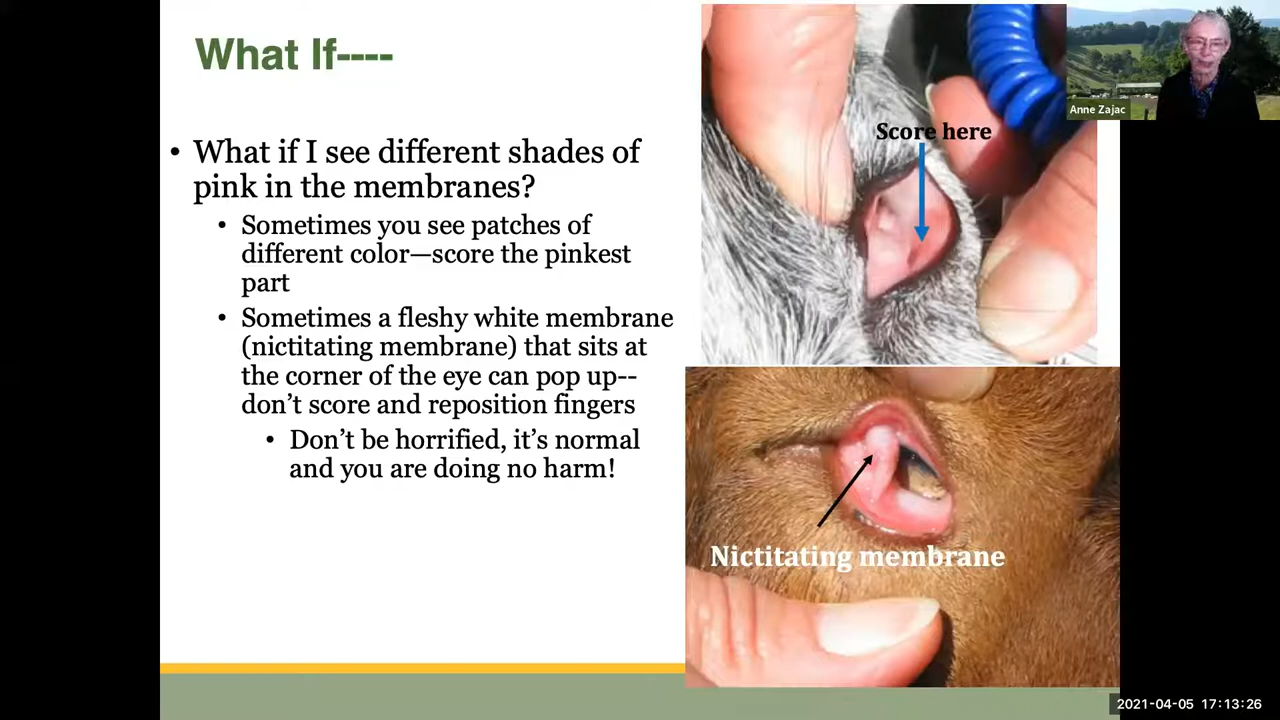 What If----
• What if I see different shades of
pink in the membranes?
• Sometimes you see patches of
different color—score the pinkest
part
• Sometimes a fleshy white membrane
(nictitating membrane) that sits at
the corner of the eye can pop up--
don’t score and reposition fingers
• Don’t be horrified, it’s normal
and you are doing no harm!
Score here
Nictitating membrane
Anne Zajac
2021-04-05 17:13:26